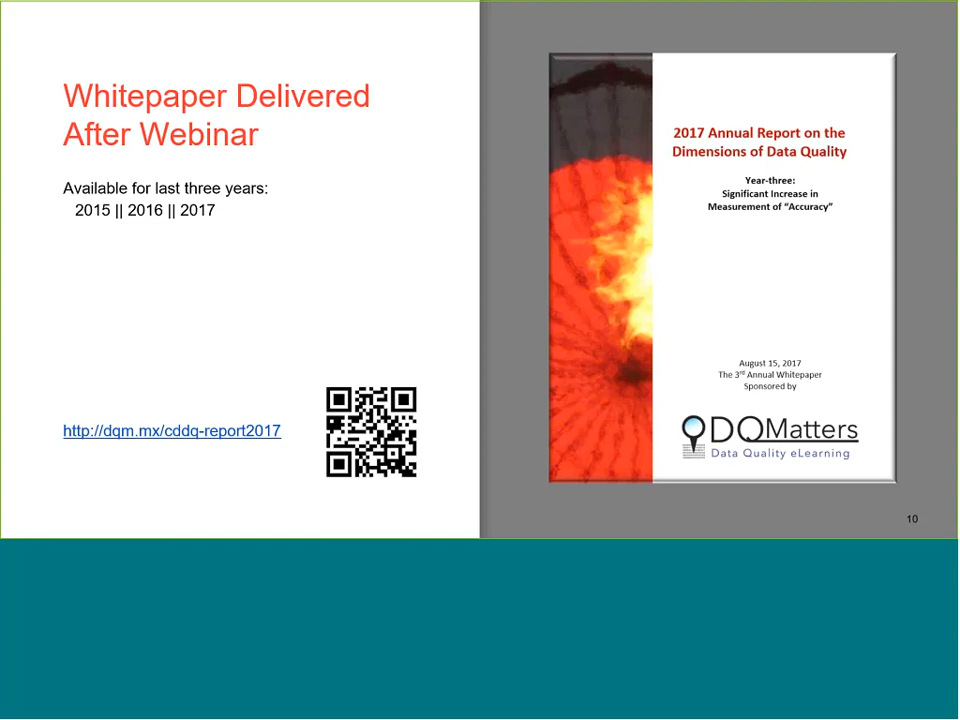 Whitepaper Delivered
After Webinar
Available for last three years:
2015 || 2016 || 2017
http://dqm.mx/cddq-report2017
2017 Annual Report on the
Dimensions of Data Quality
Year-three:
Significant Increase in
Measurement of “Accuracy”
August 15, 2017
The 3rd Annual Whitepaper
Sponsored by
DQMatters
Data Quality eLearning
10